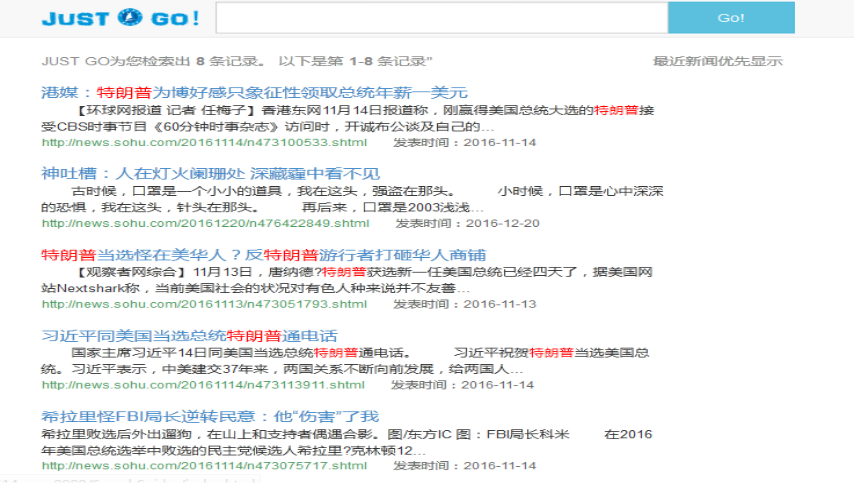 JUST GO!
Go!
JUST GO为您检索出 8 条记录。 以下是第 1-8 条记录”
最近新闻优先显示
港媒：特朗普为博好感只象征性领取总统年薪一美元
【环球网报道 记者 任梅子】香港东网11月14日报道称，刚赢得美国总统大选的特朗普接
受CBS时事节目《60分钟时事杂志》访问时，开诚布公谈及自己的...
http://news.sohu.com/20161114/n473100533.shtml 发表时间：2016-11-14
神吐槽：人在灯火阑珊处 深藏霾中看不见
古时候，口罩是一个小小的道具，我在这头，强盗在那头。 小时候，口罩是心中深深
的恐惧，我在这头，针头在那头。 再后来，口罩是2003浅浅...
http://news.sohu.com/20161220/n476422849.shtml 发表时间：2016-12-20
特朗普当选怪在美华人？反特朗普游行者打砸华人商铺
【观察者网综合】11月13日，唐纳德?特朗普获选新一任美国总统已经四天了，据美国网
站Nextshark称，当前美国社会的状况对有色人种来说并不友善...
http://news.sohu.com/20161113/n473051793.shtml 发表时间：2016-11-13
习近平同美国当选总统特朗普通电话
国家主席习近平14日同美国当选总统特朗普通电话。 习近平祝贺特朗普当选美国总
统。习近平表示，中美建交37年来，两国关系不断向前发展，给两国人...
http://news.sohu.com/20161114/n473113911.shtml 发表时间：2016-11-14
希拉里怪FBI局长逆转民意：他“伤害”了我
希拉里败选后外出遛狗，在山上和支持者偶遇合影。图/东方IC 图：FBI局长科米 在2016
年美国总统选举中败选的民主党候选人希拉里?克林顿12...
http://news.sohu.com/20161114/n473075717.shtml 发表时间：2016-11-14